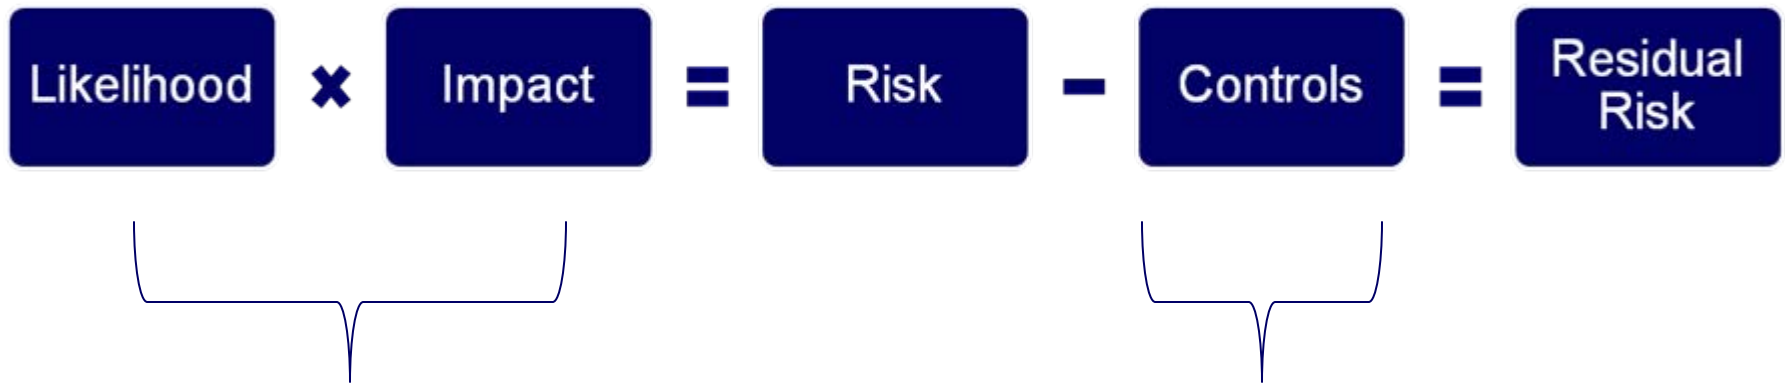 Likelihood × Impact = Risk − Controls = Residual
Risk